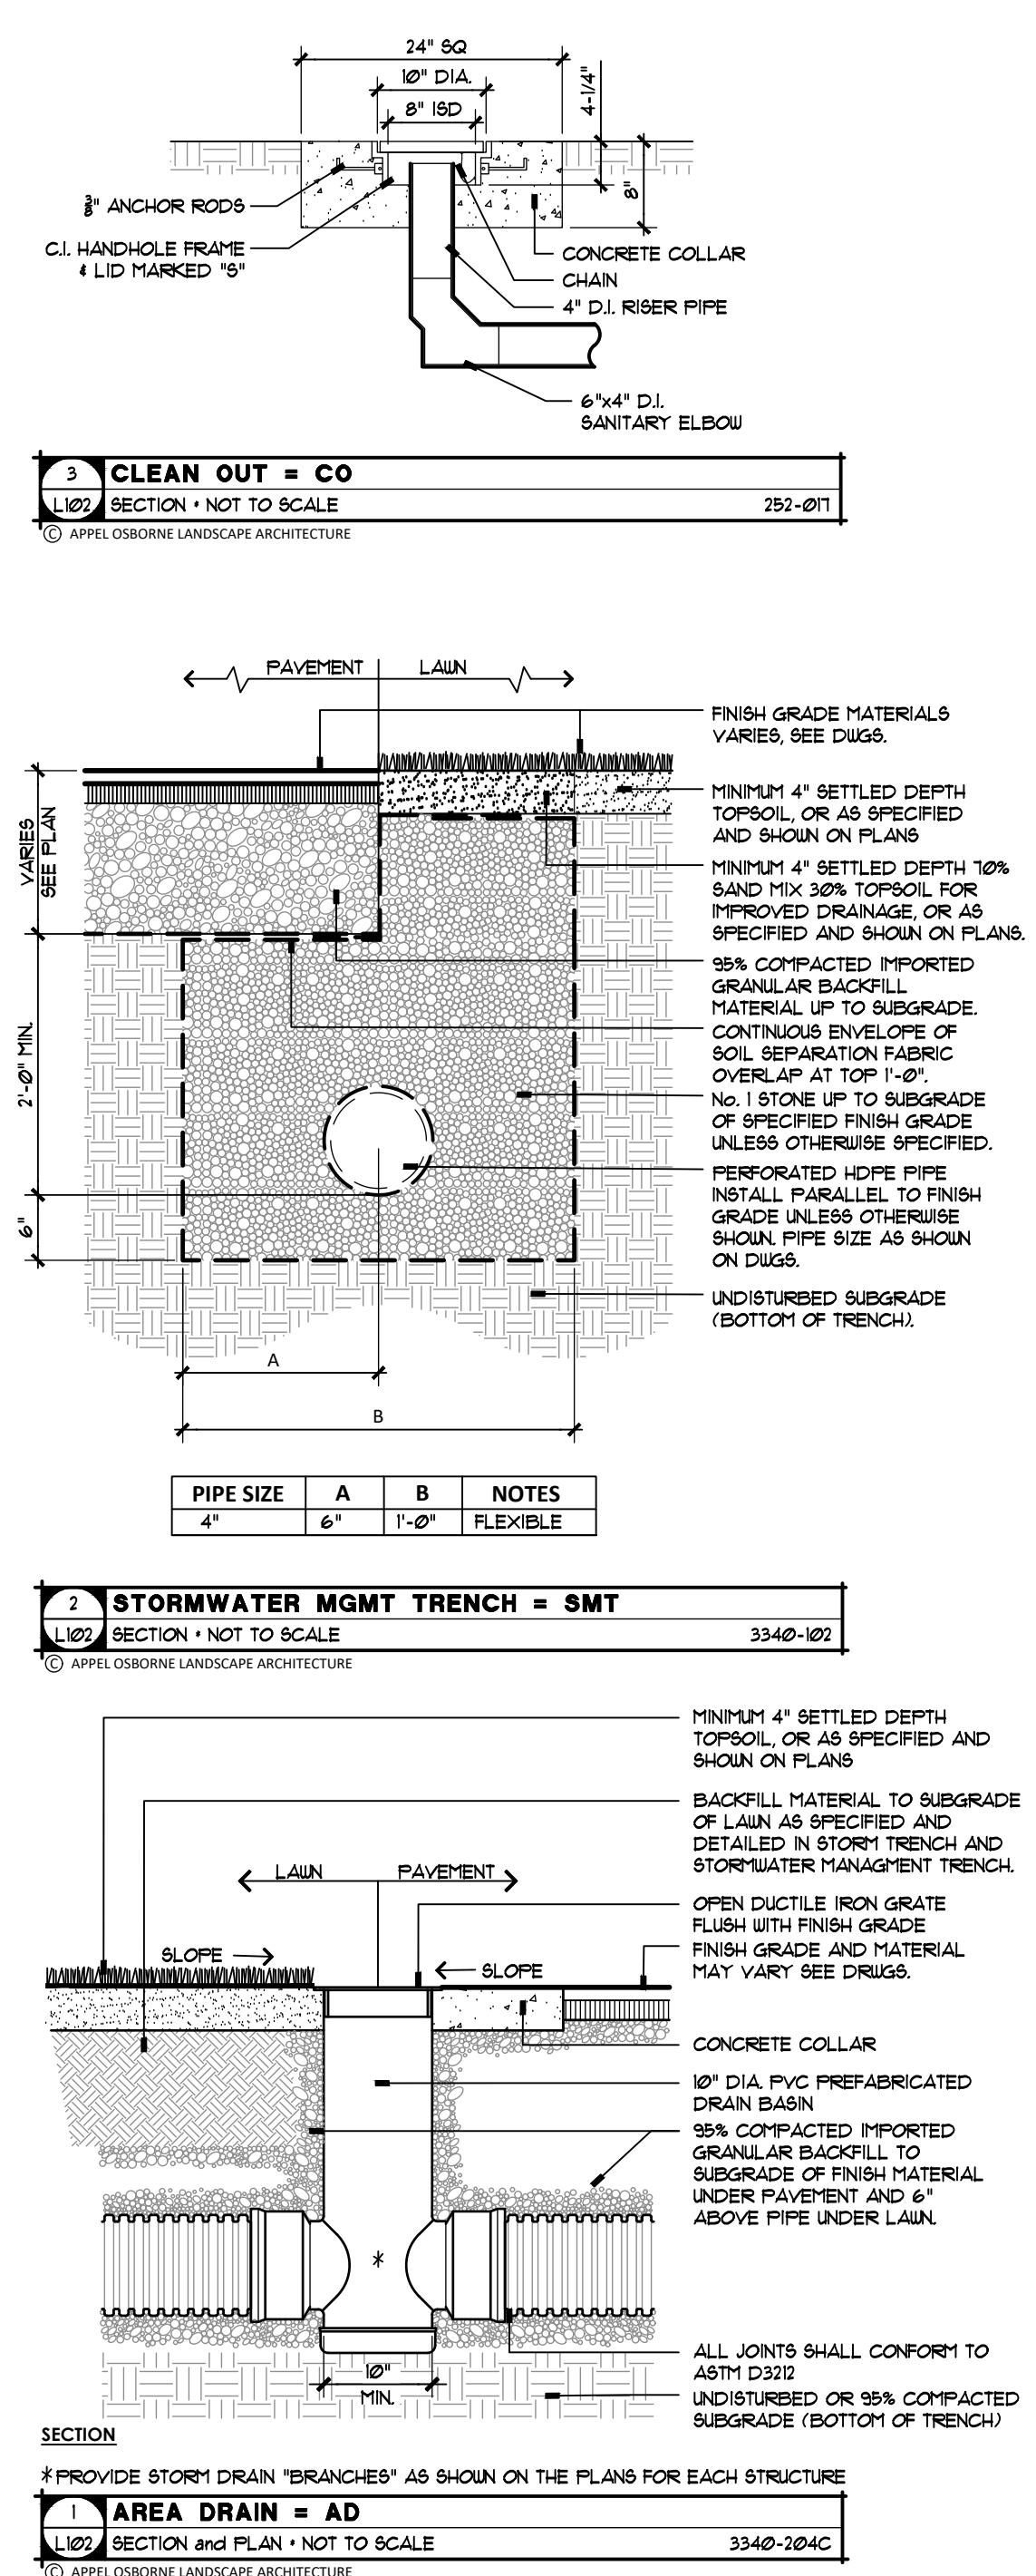 24" SQ
10" DIA.
8" ISD
4-1/4"
8"
3/8" ANCHOR RODS
C.I. HANDHOLE FRAME
& LID MARKED "S"
CONCRETE COLLAR
CHAIN
4" D.I. RISER PIPE
6"x4" D.I.
SANITARY ELBOW
3
L102
CLEAN OUT = CO
SECTION • NOT TO SCALE
252-017
© APPEL OSBORNE LANDSCAPE ARCHITECTURE
PAVEMENT
LAWN
FINISH GRADE MATERIALS
VARIES, SEE DWGS.
MINIMUM 4" SETTLED DEPTH
TOPSOIL, OR AS SPECIFIED
AND SHOWN ON PLANS
MINIMUM 4" SETTLED DEPTH 70%
SAND MIX 30% TOPSOIL FOR
IMPROVED DRAINAGE, OR AS
SPECIFIED AND SHOWN ON PLANS.
95% COMPACTED IMPORTED
GRANULAR BACKFILL
MATERIAL UP TO SUBGRADE.
CONTINUOUS ENVELOPE OF
SOIL SEPARATION FABRIC
OVERLAP AT TOP 1'-0".
No. 1 STONE UP TO SUBGRADE
OF SPECIFIED FINISH GRADE
UNLESS OTHERWISE SPECIFIED.
PERFORATED HDPE PIPE
INSTALL PARALLEL TO FINISH
GRADE UNLESS OTHERWISE
SHOWN. PIPE SIZE AS SHOWN
ON DWGS.
UNDISTURBED SUBGRADE
(BOTTOM OF TRENCH).
VARIES
SEE PLAN
2'-0" MIN.
6"
A
B
PIPE SIZE A B NOTES
4" 6" 1'-0" FLEXIBLE
2
L102
STORMWATER MGMT TRENCH = SMT
SECTION • NOT TO SCALE
3340-102
© APPEL OSBORNE LANDSCAPE ARCHITECTURE
MINIMUM 4" SETTLED DEPTH
TOPSOIL, OR AS SPECIFIED AND
SHOWN ON PLANS
BACKFILL MATERIAL TO SUBGRADE
OF LAWN AS SPECIFIED AND
DETAILED IN STORM TRENCH AND
STORMWATER MANAGMENT TRENCH.
LAWN
PAVEMENT
OPEN DUCTILE IRON GRATE
FLUSH WITH FINISH GRADE
SLOPE
SLOPE
FINISH GRADE AND MATERIAL
MAY VARY SEE DRWGS.
CONCRETE COLLAR
10" DIA. PVC PREFABRICATED
DRAIN BASIN
95% COMPACTED IMPORTED
GRANULAR BACKFILL TO
SUBGRADE OF FINISH MATERIAL
UNDER PAVEMENT AND 6"
ABOVE PIPE UNDER LAWN.
*
ALL JOINTS SHALL CONFORM TO
ASTM D3212
UNDISTURBED OR 95% COMPACTED
SUBGRADE (BOTTOM OF TRENCH)
10"
MIN.
SECTION
* PROVIDE STORM DRAIN "BRANCHES" AS SHOWN ON THE PLANS FOR EACH STRUCTURE
1
L102
AREA DRAIN = AD
SECTION and PLAN • NOT TO SCALE
3340-204C
© APPEL OSBORNE LANDSCAPE ARCHITECTURE